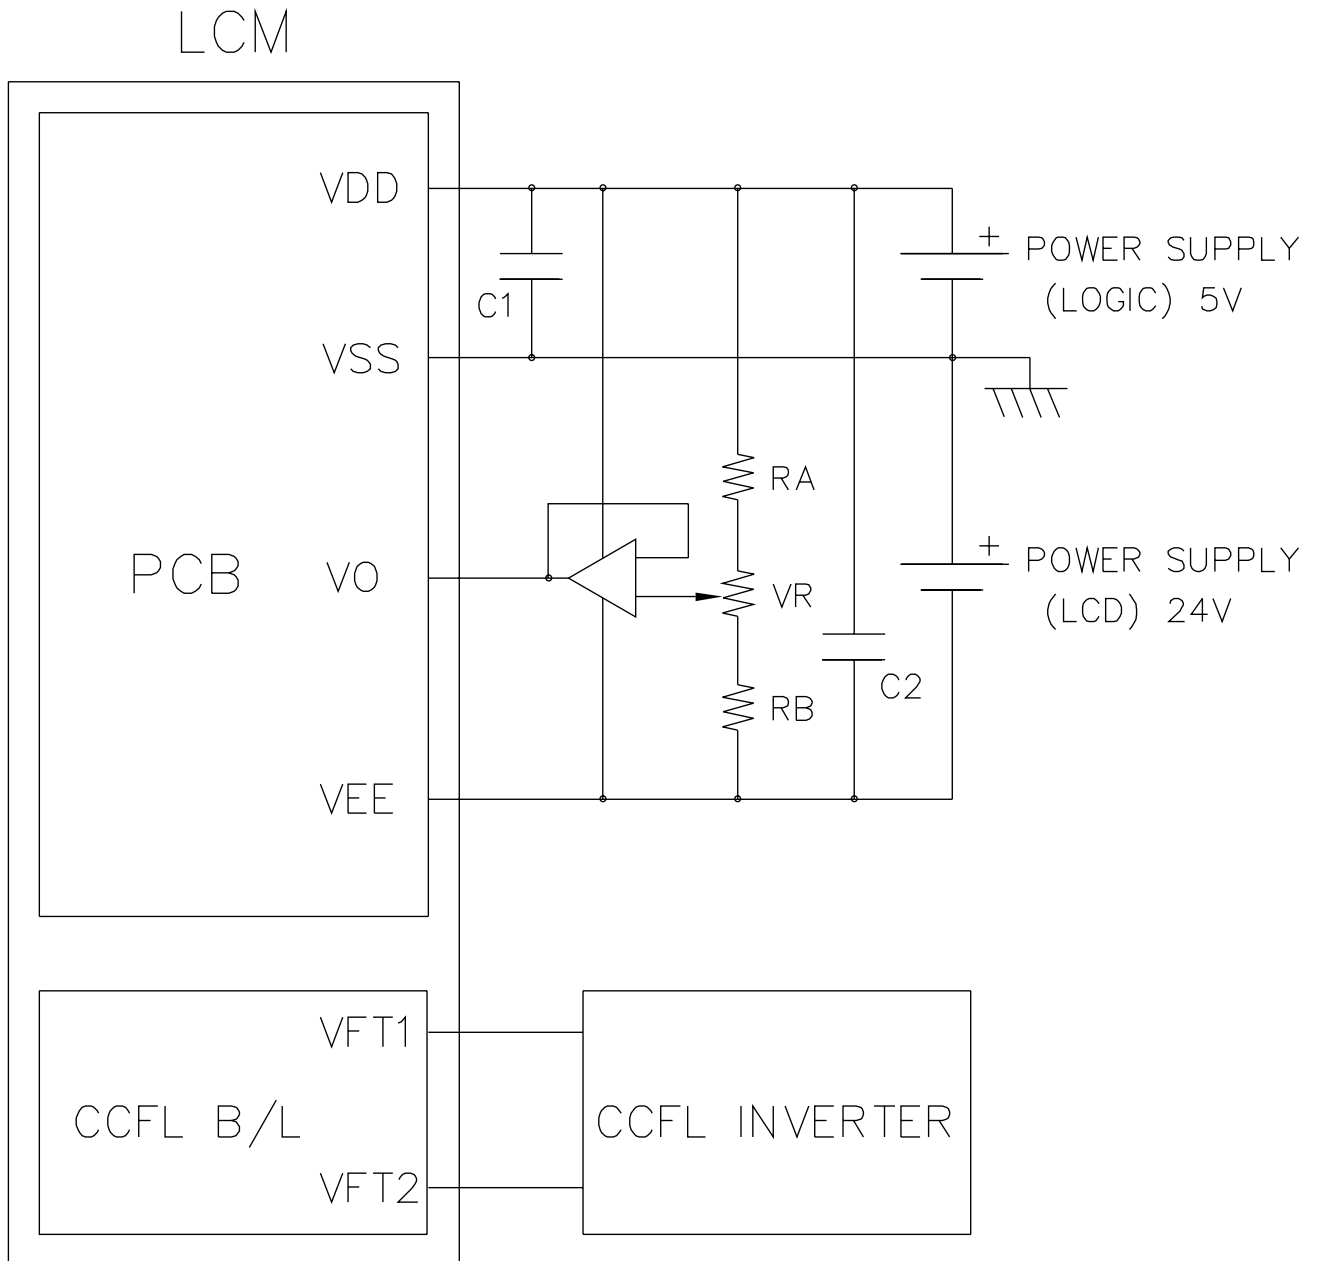 LCM
VDD
+ POWER SUPPLY
(LOGIC) 5V
C1
VSS
RA
+ POWER SUPPLY
(LCD) 24V
PCB
VO
VR
C2
RB
VEE
VFT1
CCFL B/L
CCFL INVERTER
VFT2